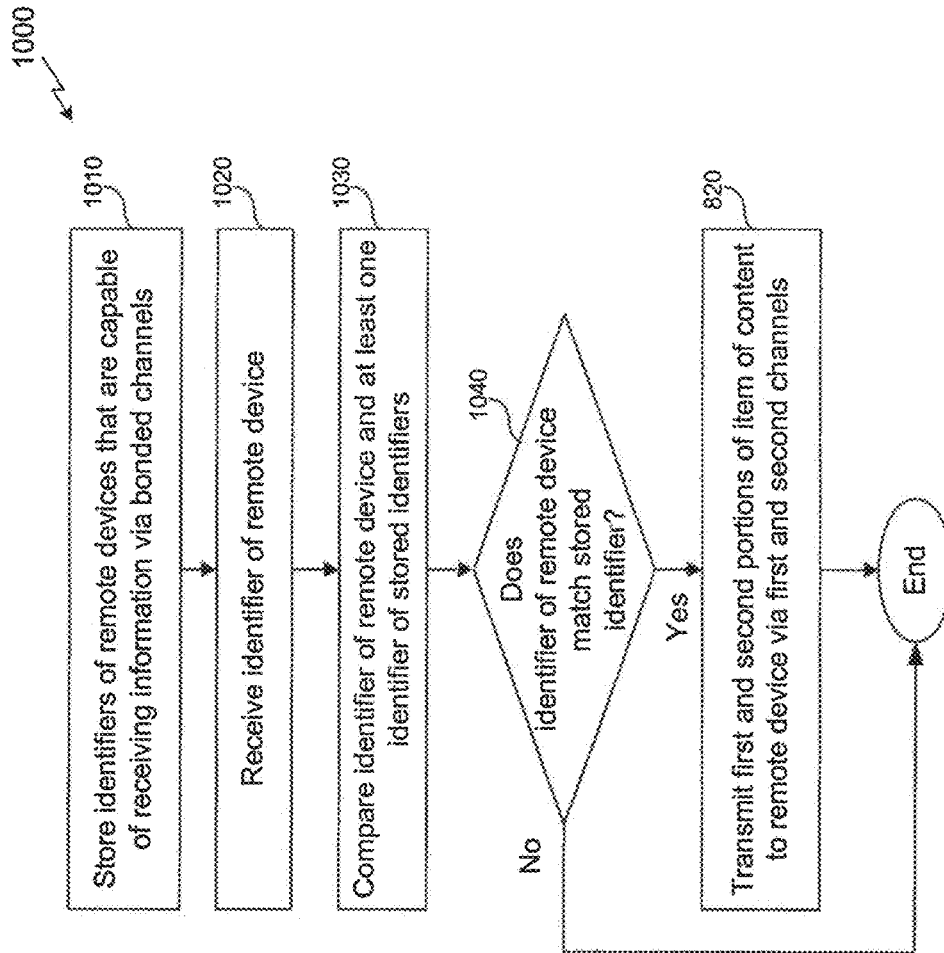 1000
1010
Store identifiers of remote devices that are capable
of receiving information via bonded channels
1020
Receive identifier of remote device
1030
Compare identifier of remote device and at least one
identifier of stored identifiers
1040
Does
identifier of remote device
match stored
identifier?
No
Yes
820
Transmit first and second portions of item of content
to remote device via first and second channels
End